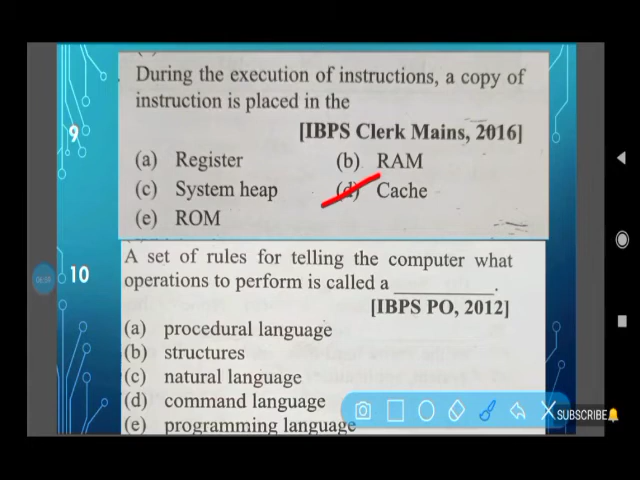 During the execution of instructions, a copy of
instruction is placed in the
9
[IBPS Clerk Mains, 2016]
(a) Register
(b) RAM
(c) System heap
(d) Cache
(e) ROM
10
A set of rules for telling the computer what
operations to perform is called a ________.
[IBPS PO, 2012]
(a) procedural language
(b) structures
(c) natural language
(d) command language
(e) programming language
SUBSCRIBE